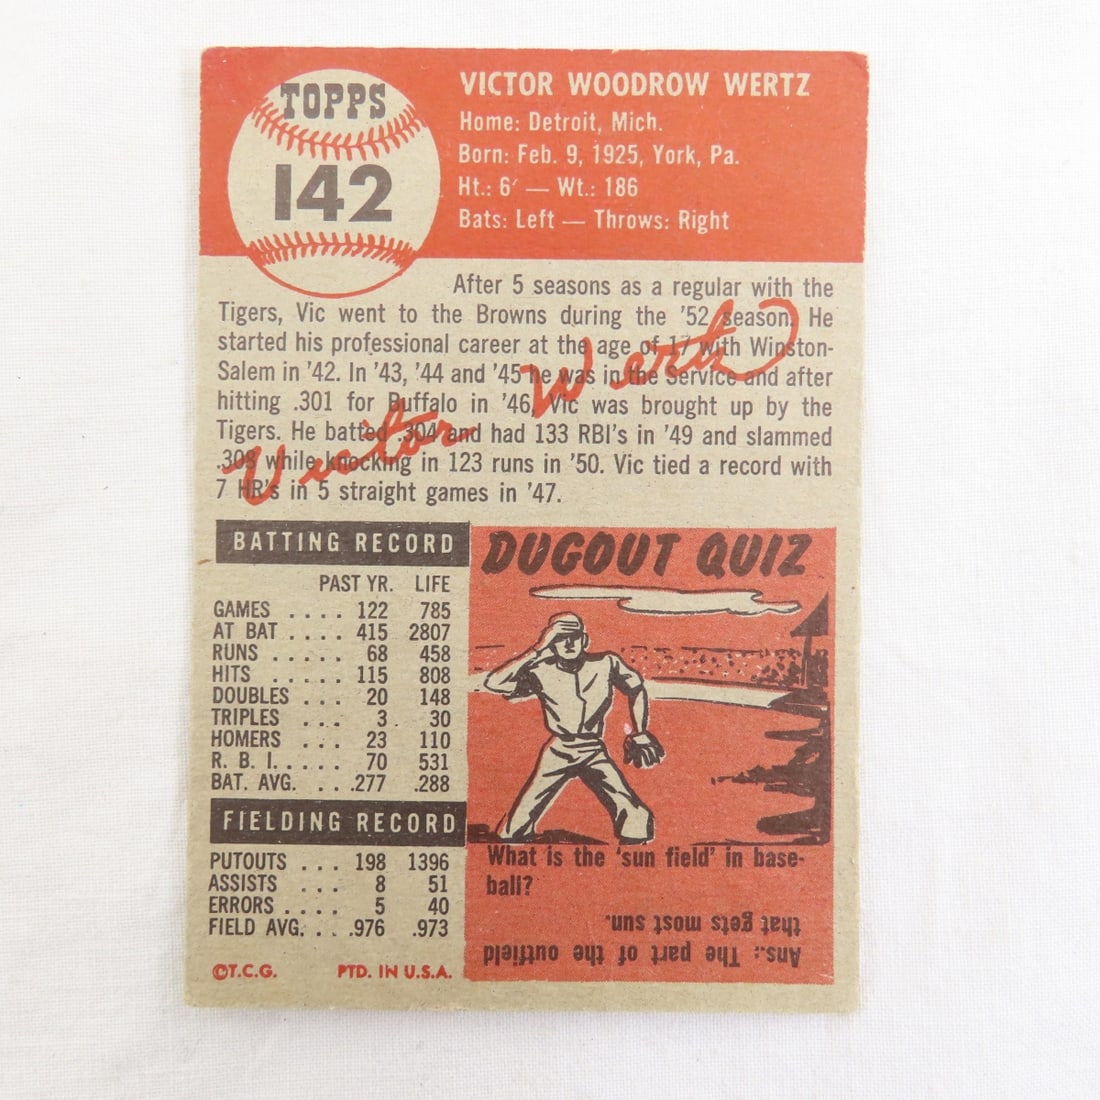 TOPPS
142
VICTOR WOODROW WERTZ
Home: Detroit, Mich.
Born: Feb. 9, 1925, York, Pa.
Ht.: 6′ — Wt.: 186
Bats: Left — Throws: Right
After 5 seasons as a regular with the
Tigers, Vic went to the Browns during the '52 season. He
started his professional career at the age of 17 with Winston-
Salem in '42. In '43, '44 and '45 he was in the Service and after
hitting .301 for Buffalo in '46, Vic was brought up by the
Tigers. He batted .304 and had 133 RBI's in '49 and slammed
.308 while knocking in 123 runs in '50. Vic tied a record with
7 HR's in 5 straight games in '47.
Victor Wertz
BATTING RECORD
PAST YR. LIFE
GAMES .... 122 785
AT BAT .... 415 2807
RUNS ..... 68 458
HITS ..... 115 808
DOUBLES ... 20 148
TRIPLES ... 3 30
HOMERS ... 23 110
R. B. I. .... 70 531
BAT. AVG. . .277 .288
FIELDING RECORD
PUTOUTS ... 198 1396
ASSISTS ... 8 51
ERRORS .... 5 40
FIELD AVG. . . .976 .973
©T.C.G. PTD. IN U.S.A.
DUGOUT QUIZ
What is the 'sun field' in base-
ball?
Ans.: The part of the outfield
that gets most sun.